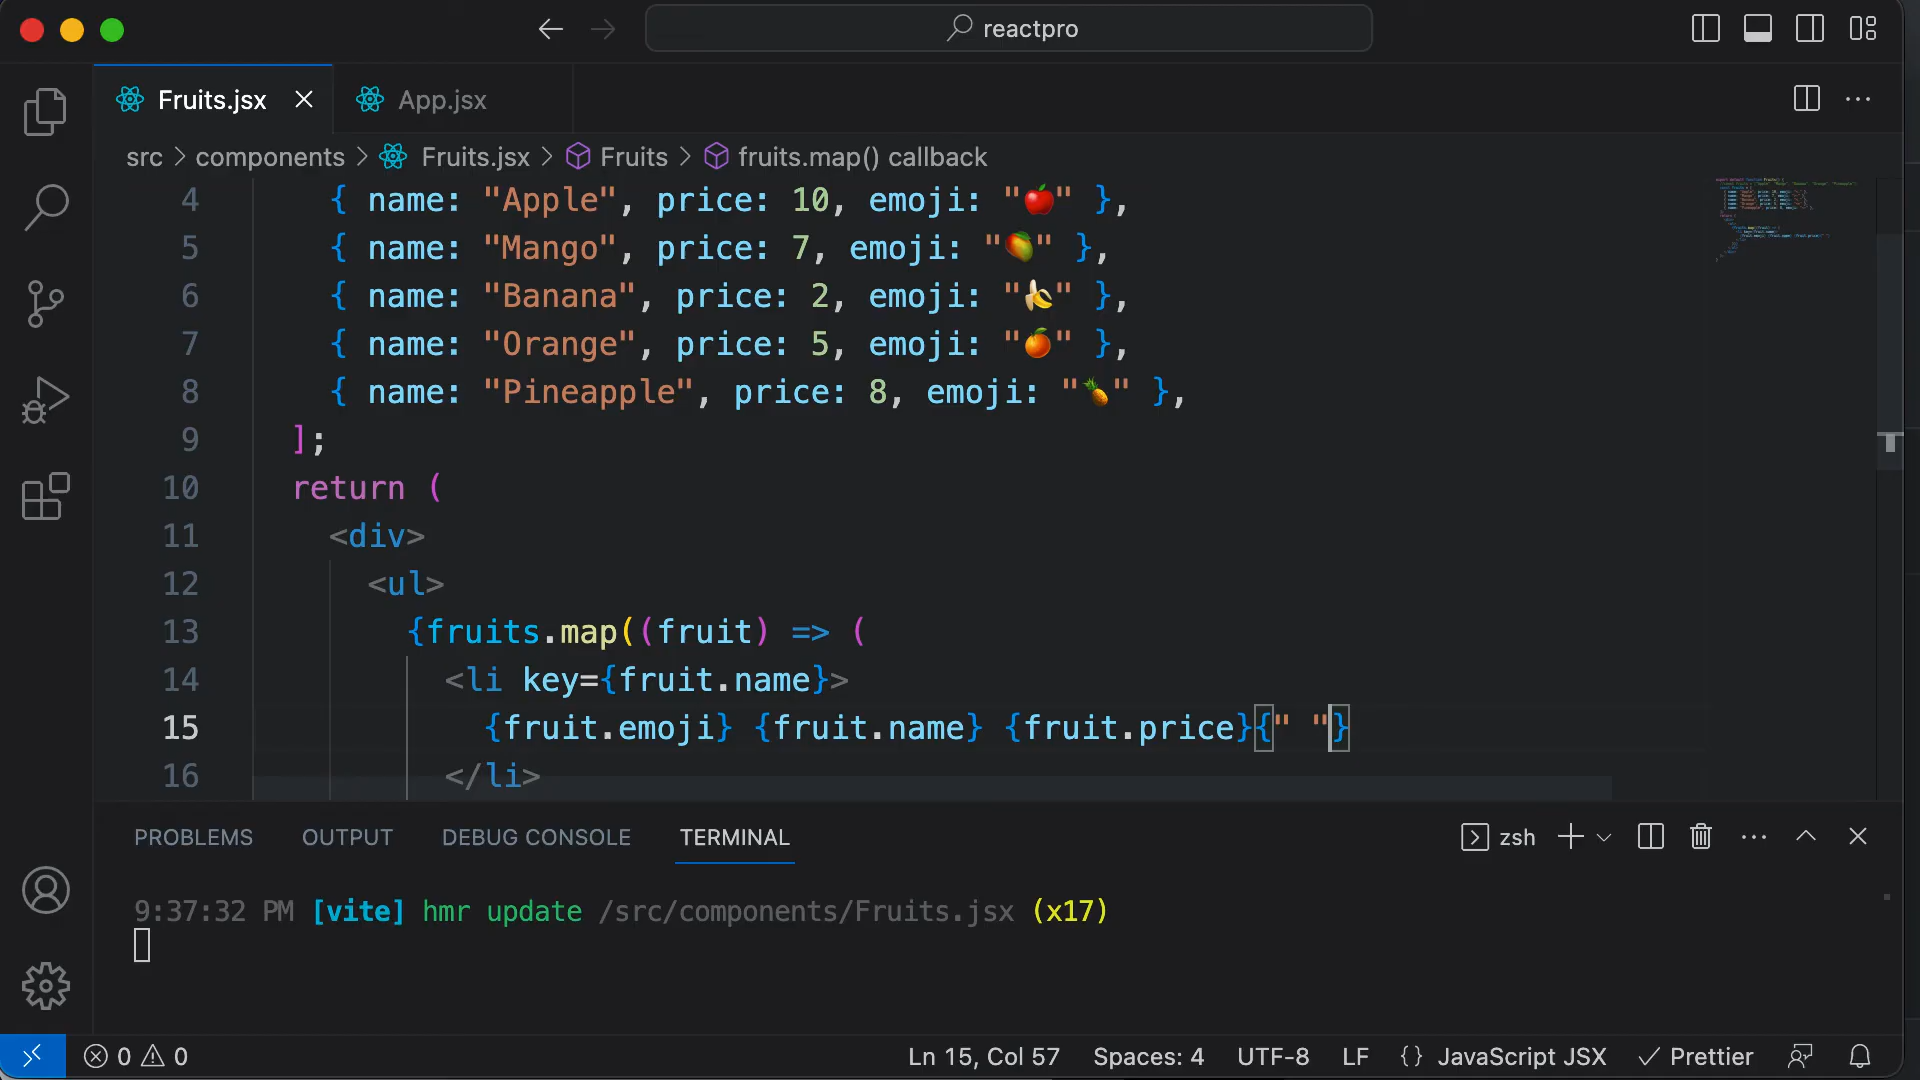 reactpro
Fruits.jsx App.jsx
src > components > Fruits.jsx > Fruits > fruits.map() callback
4 { name: "Apple", price: 10, emoji: "🍎" },
5 { name: "Mango", price: 7, emoji: "🥭" },
6 { name: "Banana", price: 2, emoji: "🍌" },
7 { name: "Orange", price: 5, emoji: "🍊" },
8 { name: "Pineapple", price: 8, emoji: "🍍" },
9 ];
10 return (
11 <div>
12 <ul>
13 {fruits.map((fruit) => (
14 <li key={fruit.name}>
15 {fruit.emoji} {fruit.name} {fruit.price}{" "}
16 </li>
PROBLEMS OUTPUT DEBUG CONSOLE TERMINAL zsh
9:37:32 PM [vite] hmr update /src/components/Fruits.jsx (x17)
0 0 Ln 15, Col 57 Spaces: 4 UTF-8 LF {} JavaScript JSX Prettier